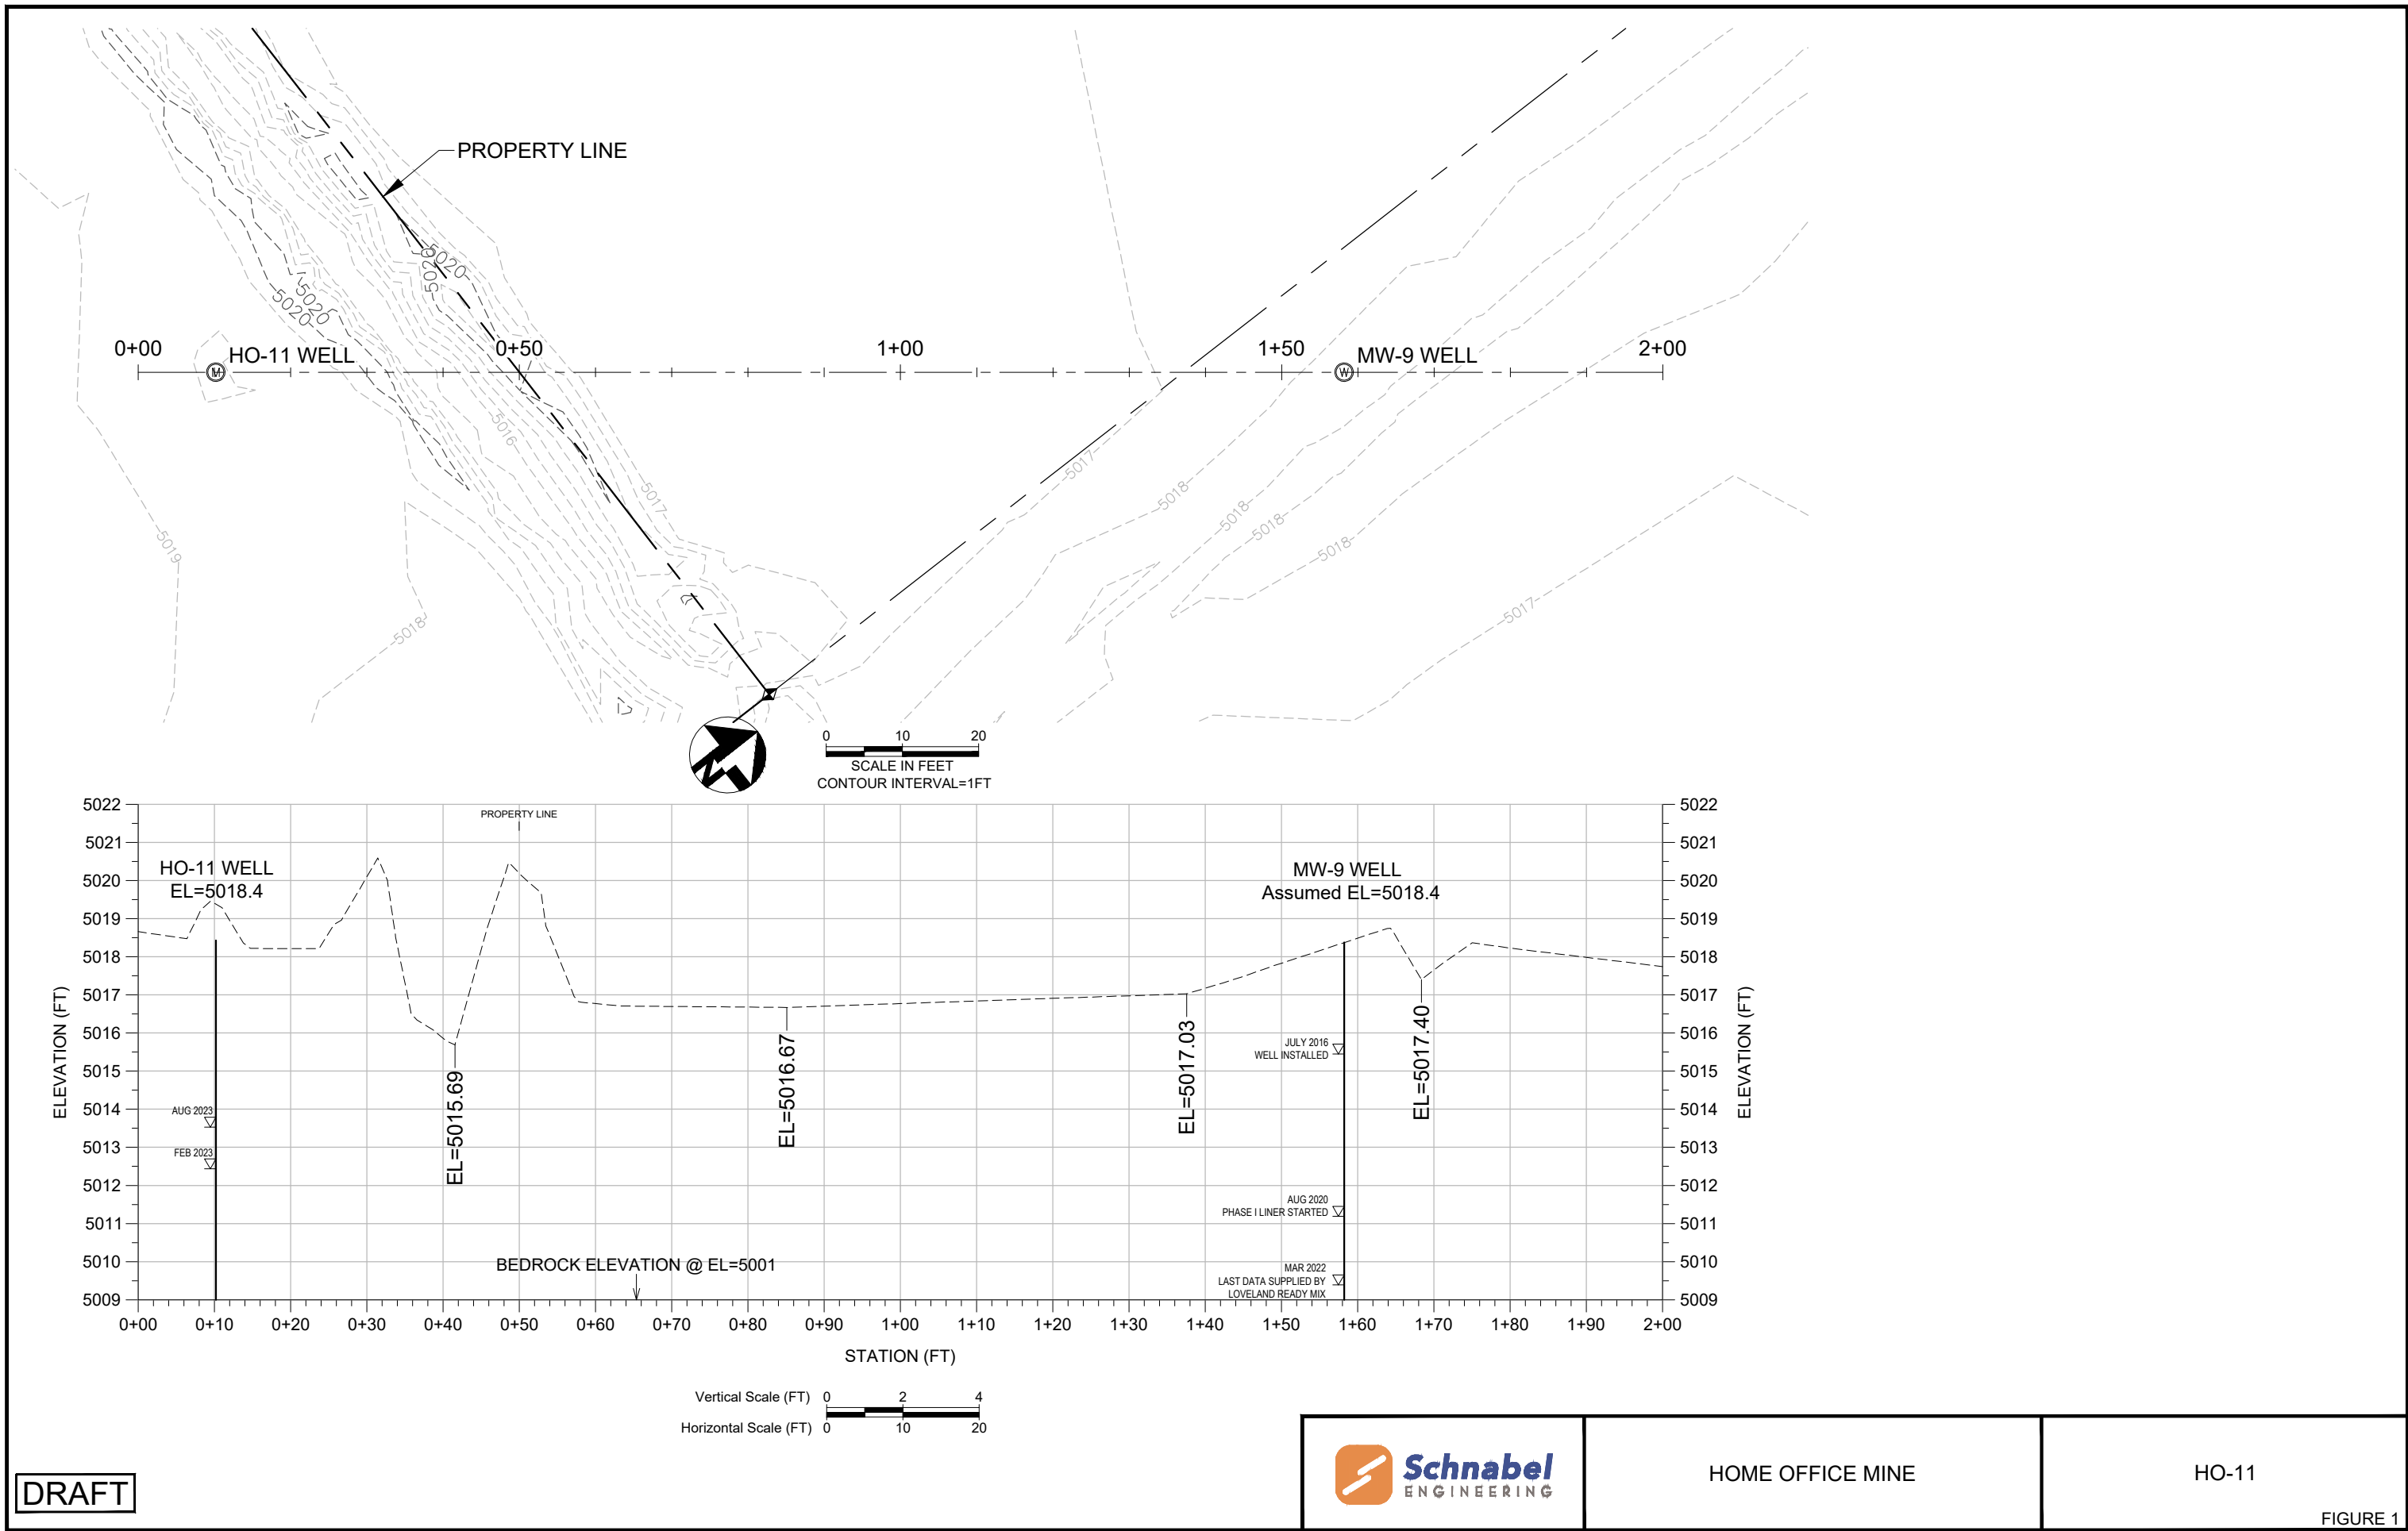 PROPERTY LINE
5020
5020
5020
5020
0+00
HO-11 WELL
0+50
1+00
1+50
MW-9 WELL
2+00
M
W
5016
5017
5017
5018
5018
5018
5018
5019
5018
5017
N
0 10 20
SCALE IN FEET
CONTOUR INTERVAL=1FT
5022
5021
5020
5019
5018
5017
5016
5015
5014
5013
5012
5011
5010
5009
ELEVATION (FT)
PROPERTY LINE
HO-11 WELL
EL=5018.4
AUG 2023
FEB 2023
EL=5015.69
EL=5016.67
EL=5017.03
EL=5017.40
MW-9 WELL
Assumed EL=5018.4
JULY 2016
WELL INSTALLED
AUG 2020
PHASE I LINER STARTED
MAR 2022
LAST DATA SUPPLIED BY
LOVELAND READY MIX
BEDROCK ELEVATION @ EL=5001
5022
5021
5020
5019
5018
5017
5016
5015
5014
5013
5012
5011
5010
5009
ELEVATION (FT)
0+00 0+10 0+20 0+30 0+40 0+50 0+60 0+70 0+80 0+90 1+00 1+10 1+20 1+30 1+40 1+50 1+60 1+70 1+80 1+90 2+00
STATION (FT)
Vertical Scale (FT) 0 2 4
Horizontal Scale (FT) 0 10 20
DRAFT
Schnabel
ENGINEERING
HOME OFFICE MINE
HO-11
FIGURE 1